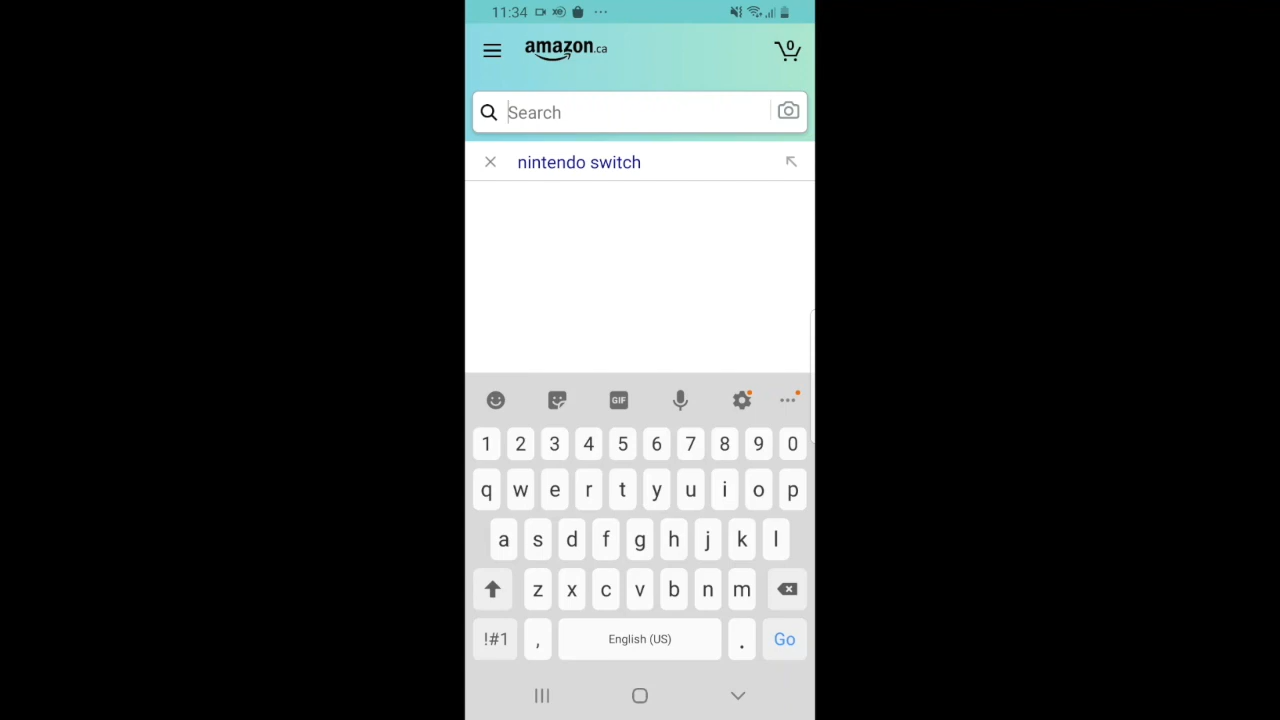 11:34
amazon.ca
0
Search
nintendo switch
GIF
1 2 3 4 5 6 7 8 9 0
q w e r t y u i o p
a s d f g h j k l
z x c v b n m
!#1 , English (US) . Go